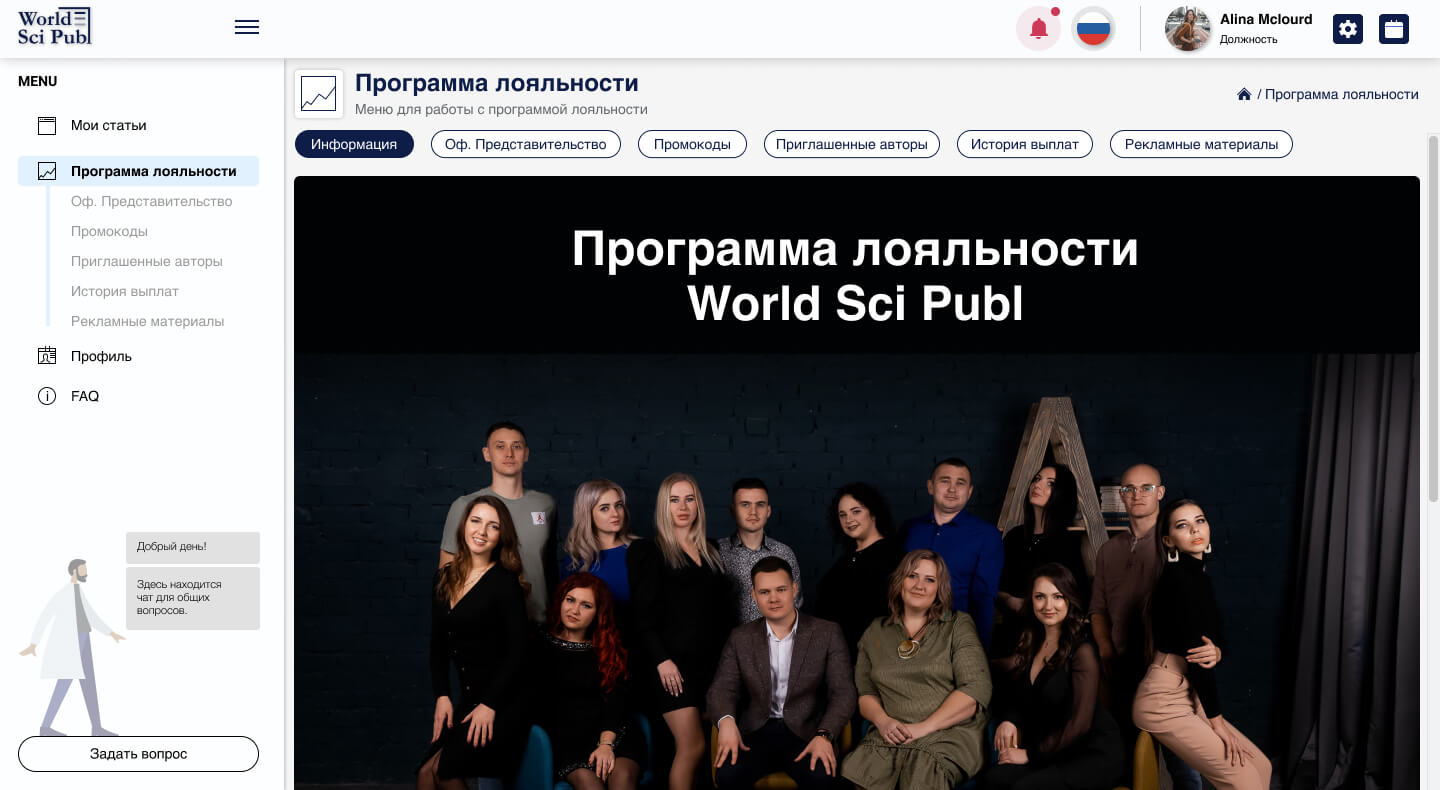 World
Sci Publ
Alina Mclourd
Должность
MENU
Мои статьи
Программа лояльности
Оф. Представительство
Промокоды
Приглашенные авторы
История выплат
Рекламные материалы
Профиль
FAQ
Добрый день!
Здесь находится
чат для общих
вопросов.
Задать вопрос
Программа лояльности
Меню для работы с программой лояльности
/ Программа лояльности
Информация
Оф. Представительство
Промокоды
Приглашенные авторы
История выплат
Рекламные материалы
Программа лояльности
World Sci Publ